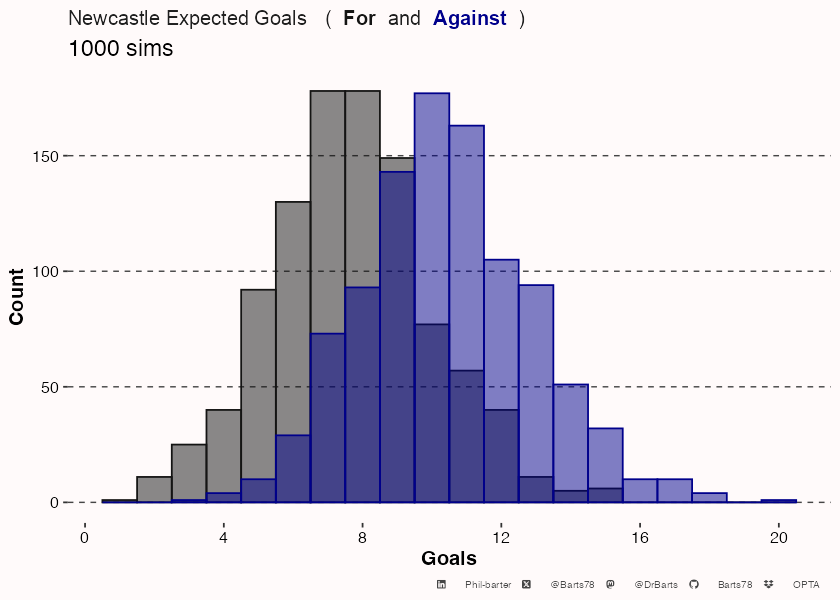 Newcastle Expected Goals ( For and Against )
1000 sims
150
100
50
0
Count
0 4 8 12 16 20
Goals
Phil-barter @Barts78 @DrBarts Barts78 OPTA